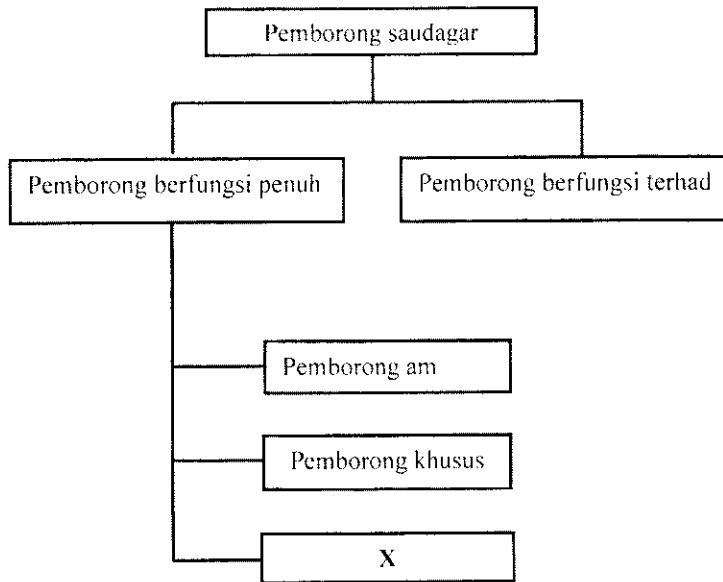 Pemborong saudagar
Pemborong berfungsi penuh
Pemborong berfungsi terhad
Pemborong am
Pemborong khusus
X